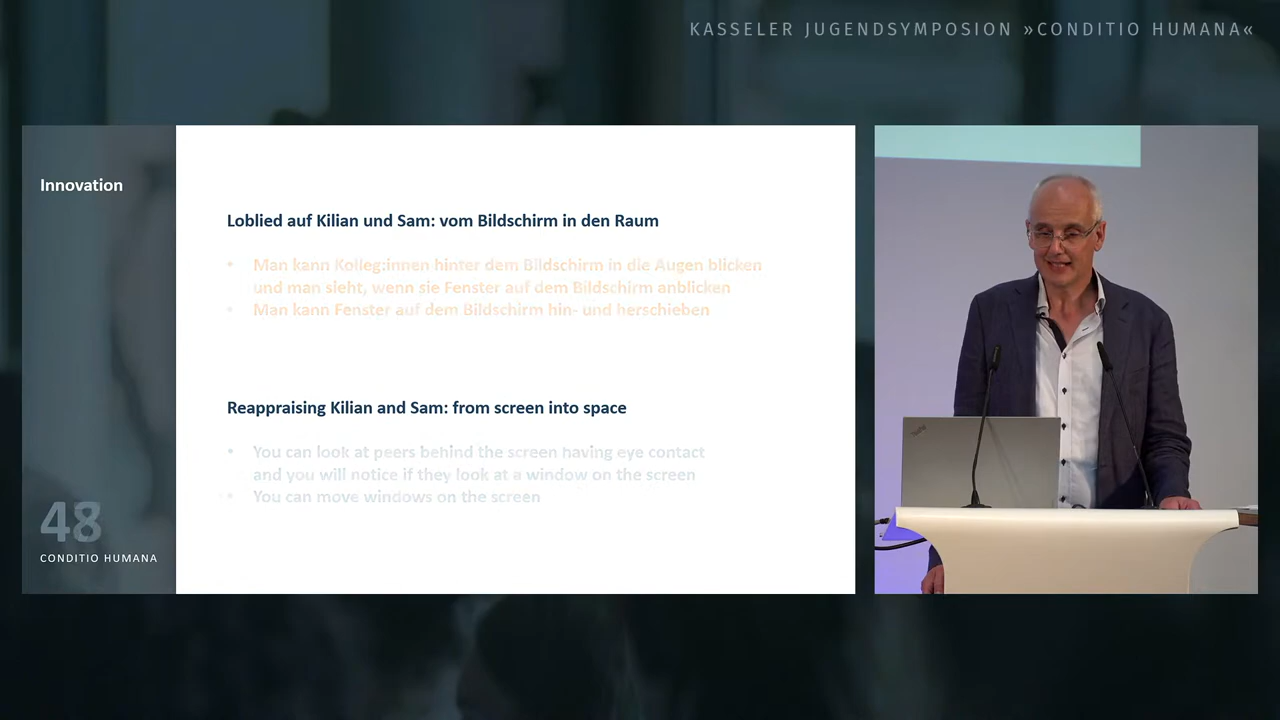 KASSELER JUGENDSYMPOSION »CONDITIO HUMANA«
Innovation
Loblied auf Kilian und Sam: vom Bildschirm in den Raum
• Man kann Kolleg:innen hinter dem Bildschirm in die Augen blicken
und man sieht, wenn sie Fenster auf dem Bildschirm anblicken
• Man kann Fenster auf dem Bildschirm hin- und herschieben
Reappraising Kilian and Sam: from screen into space
• You can look at peers behind the screen having eye contact
and you will notice if they look at a window on the screen
• You can move windows on the screen
48
CONDITIO HUMANA